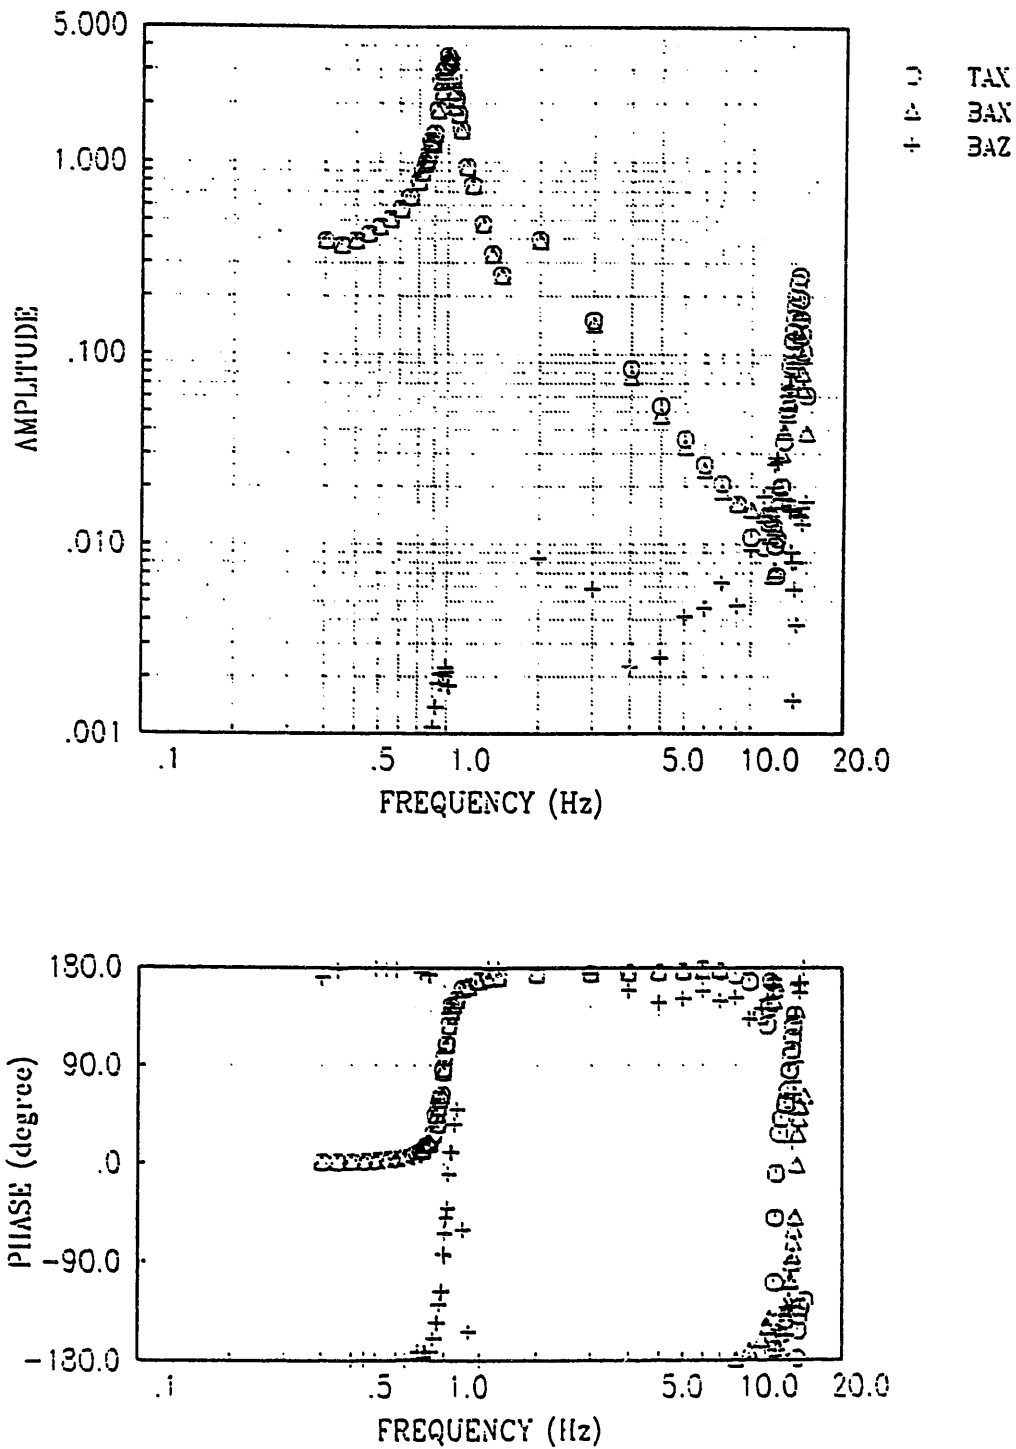 5.000
1.000
.100
.010
.001
AMPLITUDE
.1 .5 1.0 5.0 10.0 20.0
FREQUENCY (Hz)
TAX
BAX
BAZ
180.0
90.0
.0
-90.0
-180.0
PHASE (degree)
.1 .5 1.0 5.0 10.0 20.0
FREQUENCY (Hz)